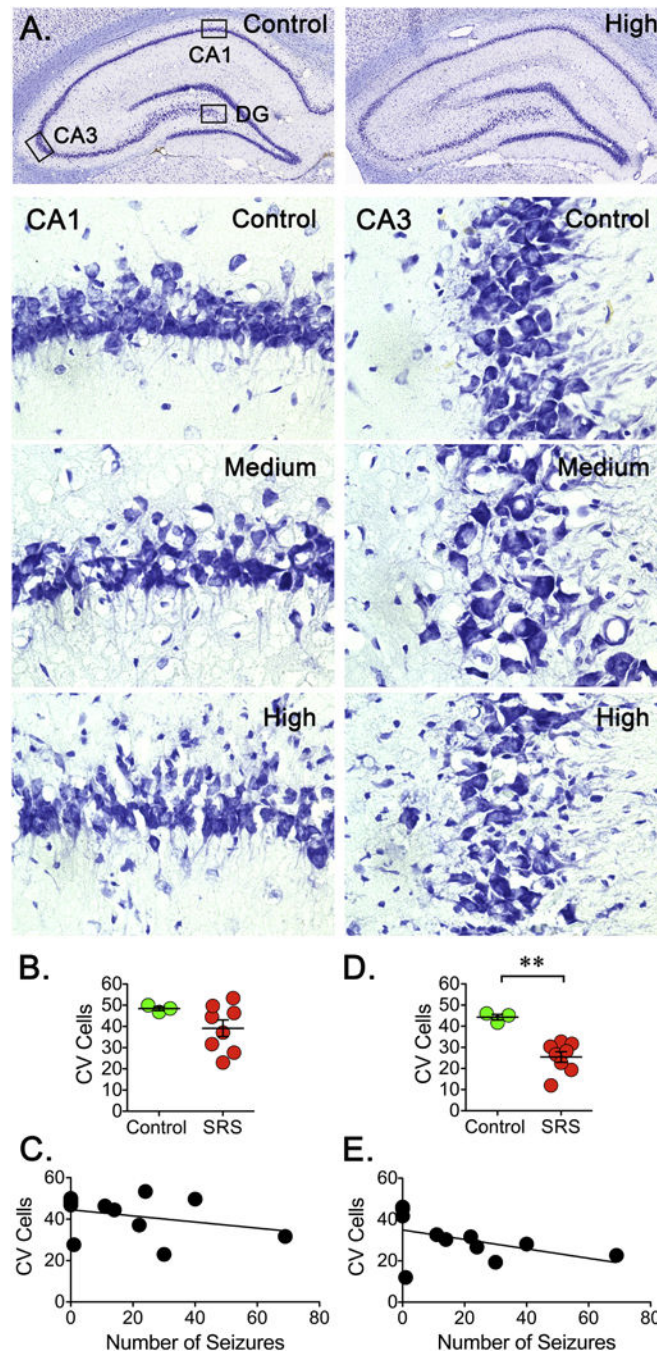 A.
Control
High
CA1
DG
CA3
CA1 Control
CA3 Control
Medium
Medium
High
High
B.
60
50
40
30
20
10
0
CV Cells
Control SRS
D.
**
60
50
40
30
20
10
0
CV Cells
Control SRS
C.
60
40
20
0
CV Cells
0 20 40 60 80
Number of Seizures
E.
60
40
20
0
CV Cells
0 20 40 60 80
Number of Seizures